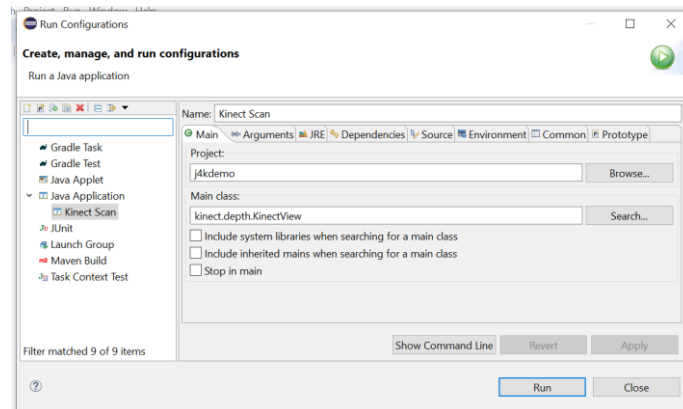 Project Run Window Help
Run Configurations
Create, manage, and run configurations
Run a Java application
Name: Kinect Scan
Main Arguments JRE Dependencies Source Environment Common Prototype
Gradle Task
Gradle Test
Java Applet
Java Application
Kinect Scan
JUnit
Launch Group
Maven Build
Task Context Test
Filter matched 9 of 9 items
Project:
j4kdemo
Browse...
Main class:
kinect.depth.KinectView
Search...
Include system libraries when searching for a main class
Include inherited mains when searching for a main class
Stop in main
Show Command Line Revert Apply
Run Close